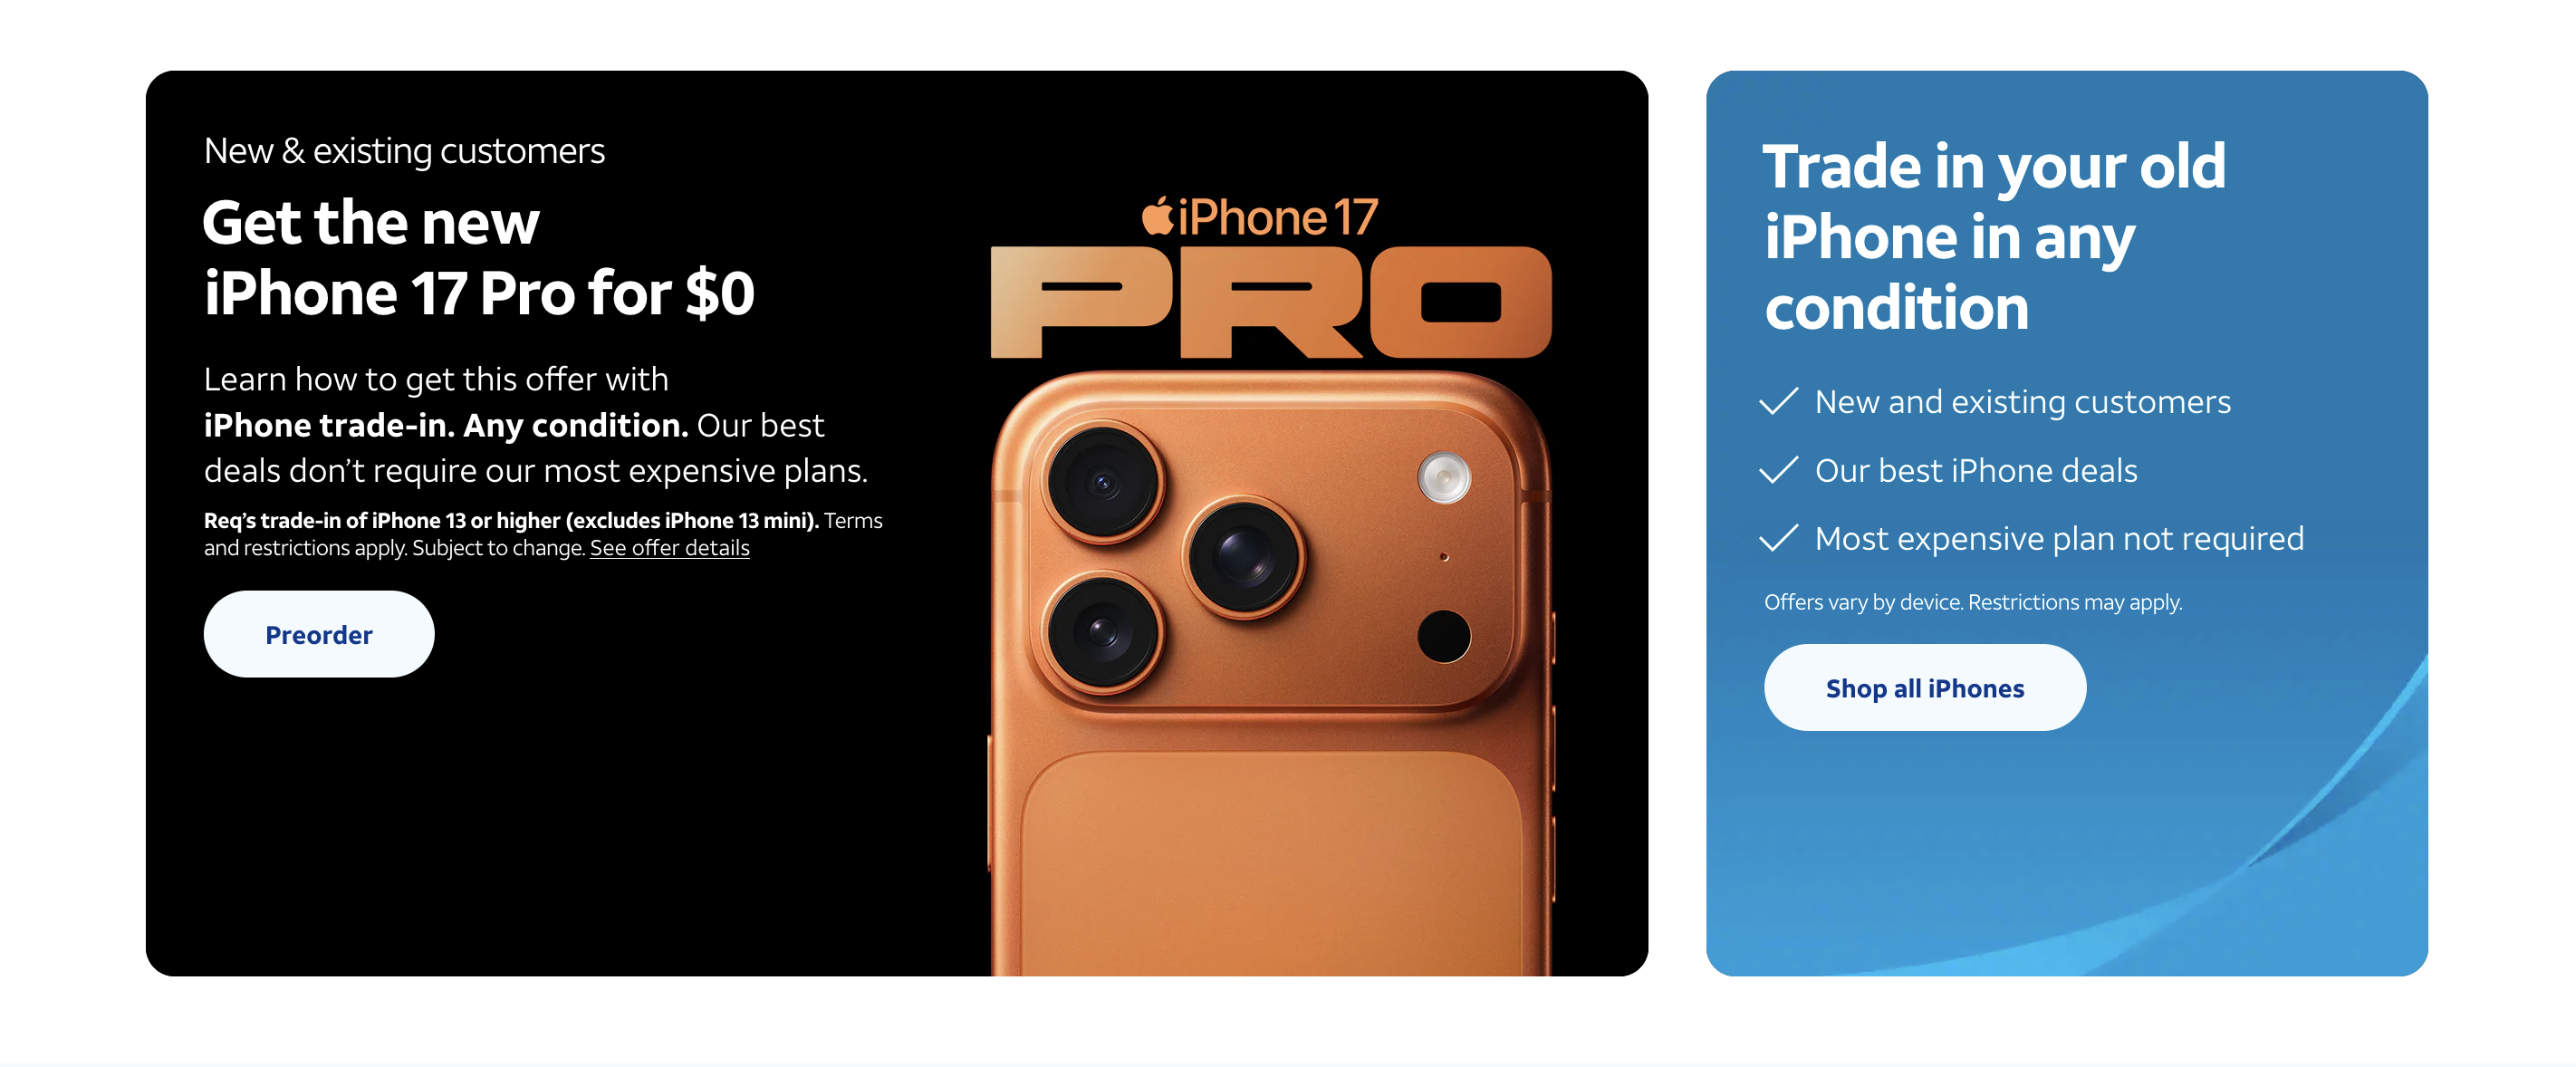 New & existing customers
Get the new
iPhone 17 Pro for $0
Learn how to get this offer with
iPhone trade-in. Any condition. Our best
deals don’t require our most expensive plans.
Req’s trade-in of iPhone 13 or higher (excludes iPhone 13 mini). Terms
and restrictions apply. Subject to change. See offer details
Preorder
iPhone 17
PRO
Trade in your old
iPhone in any
condition
New and existing customers
Our best iPhone deals
Most expensive plan not required
Offers vary by device. Restrictions may apply.
Shop all iPhones